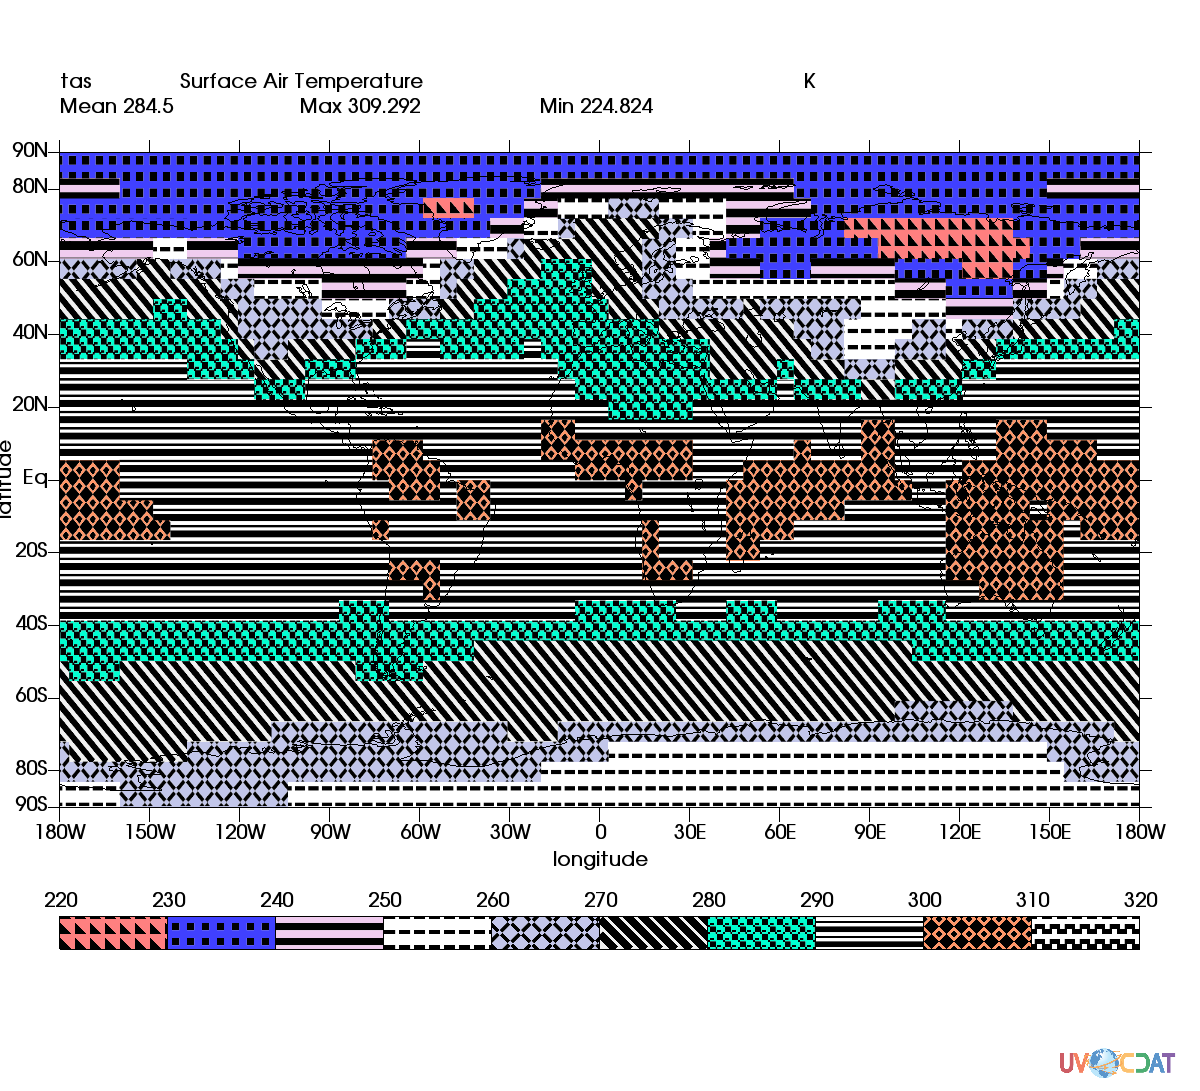 tas Surface Air Temperature K
Mean 284.5 Max 309.292 Min 224.824
90N
80N
60N
40N
20N
Eq
20S
40S
60S
80S
90S
latitude
180W 150W 120W 90W 60W 30W 0 30E 60E 90E 120E 150E 180W
longitude
220 230 240 250 260 270 280 290 300 310 320
UV CDAT